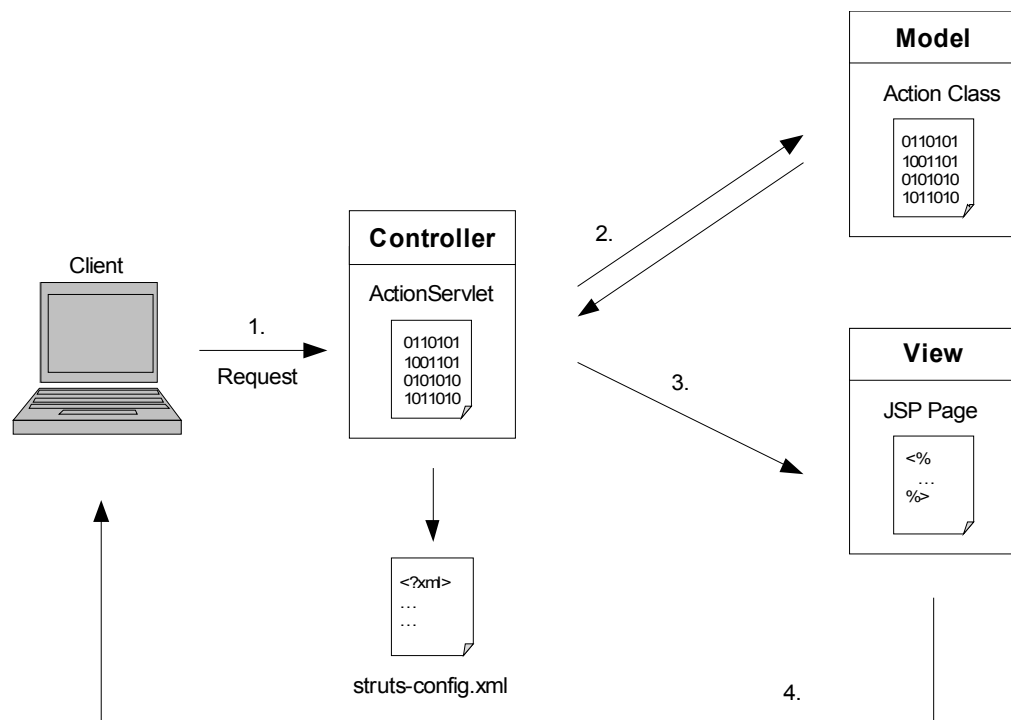 Model
Action Class
0110101
1001101
0101010
1011010
2.
Controller
ActionServlet
0110101
1001101
0101010
1011010
Client
1.
Request
3.
View
JSP Page
<%
...
%>
<?xml>
...
...
struts-config.xml
4.